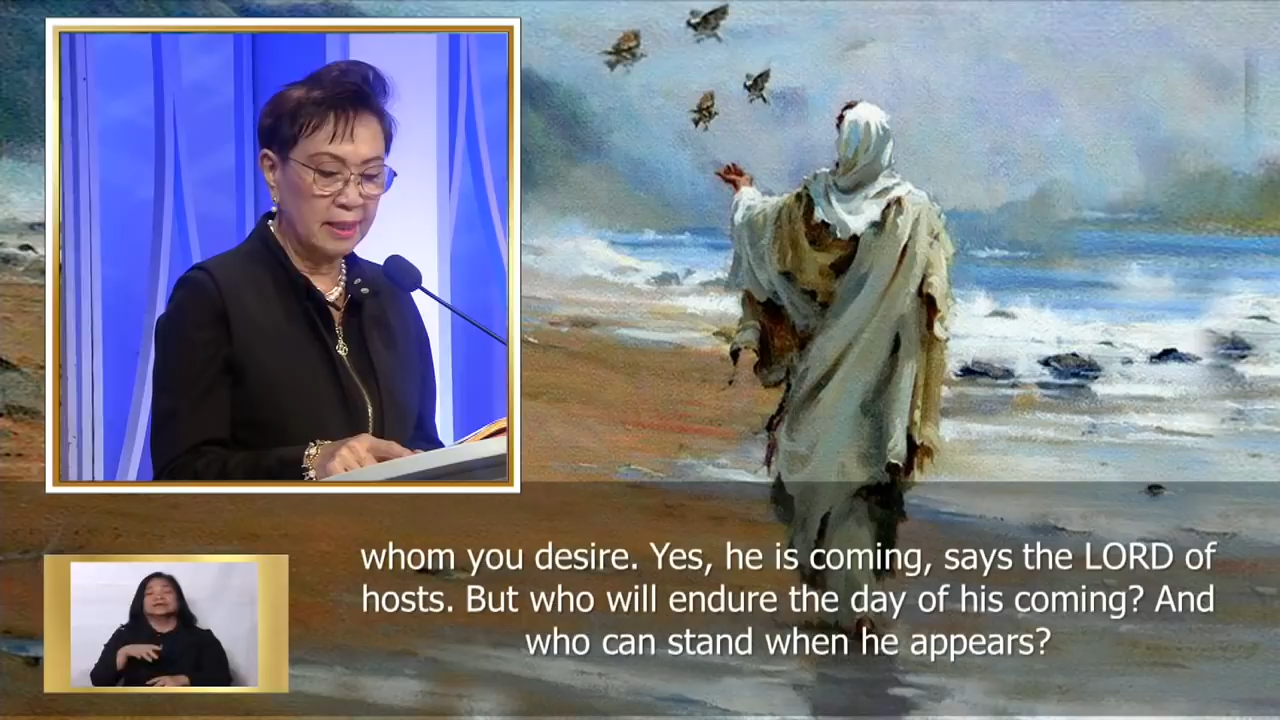 whom you desire. Yes, he is coming, says the LORD of
hosts. But who will endure the day of his coming? And
who can stand when he appears?